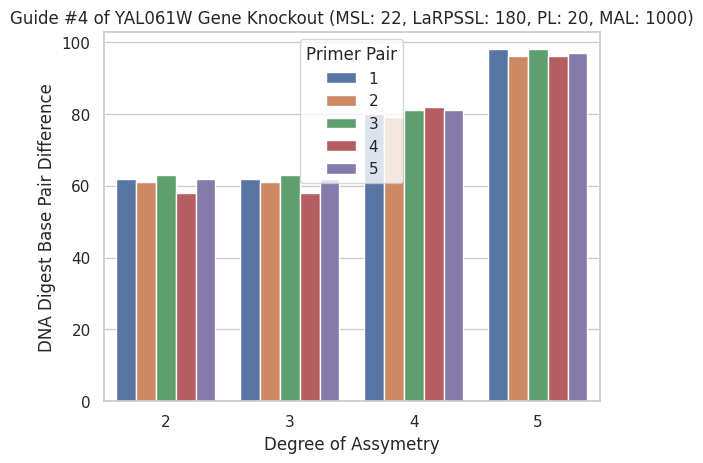 Guide #4 of YAL061W Gene Knockout (MSL: 22, LaRPSSL: 180, PL: 20, MAL: 1000)
Primer Pair
1
2
3
4
5
100
80
60
40
20
0
DNA Digest Base Pair Difference
2 3 4 5
Degree of Assymetry